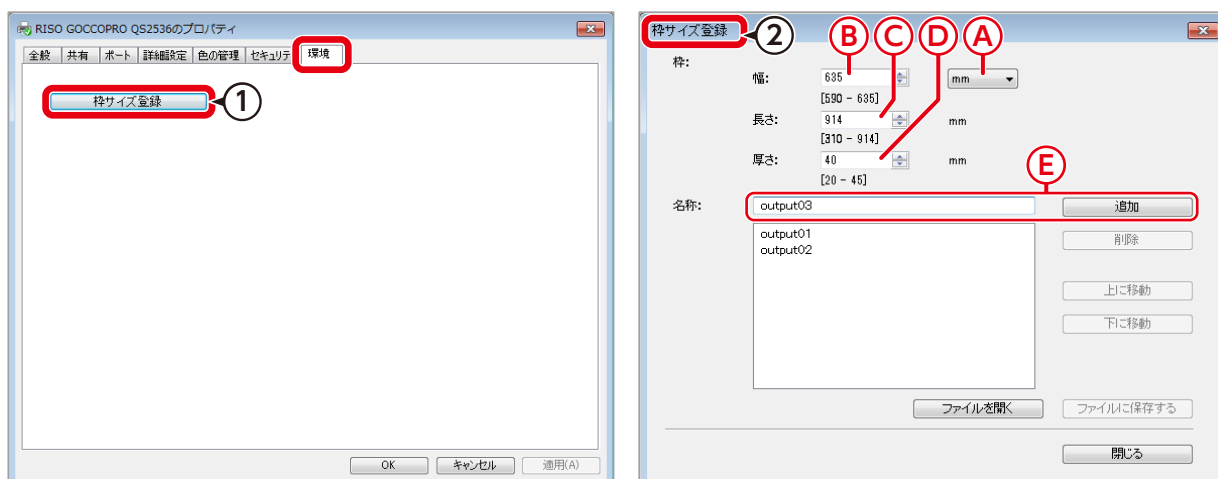 RISO GOCCOPRO QS2536のプロパティ
全般 共有 ポート 詳細設定 色の管理 セキュリティ 環境
枠サイズ登録 1
OK キャンセル 適用(A)
枠サイズ登録 2 B C D A
枠:
幅: 635 mm
[590 - 635]
長さ: 914 mm
[310 - 914]
厚さ: 40 mm
[20 - 45]
E
名称: output03 追加
output01
output02
削除
上に移動
下に移動
ファイルを開く ファイルに保存する
閉じる